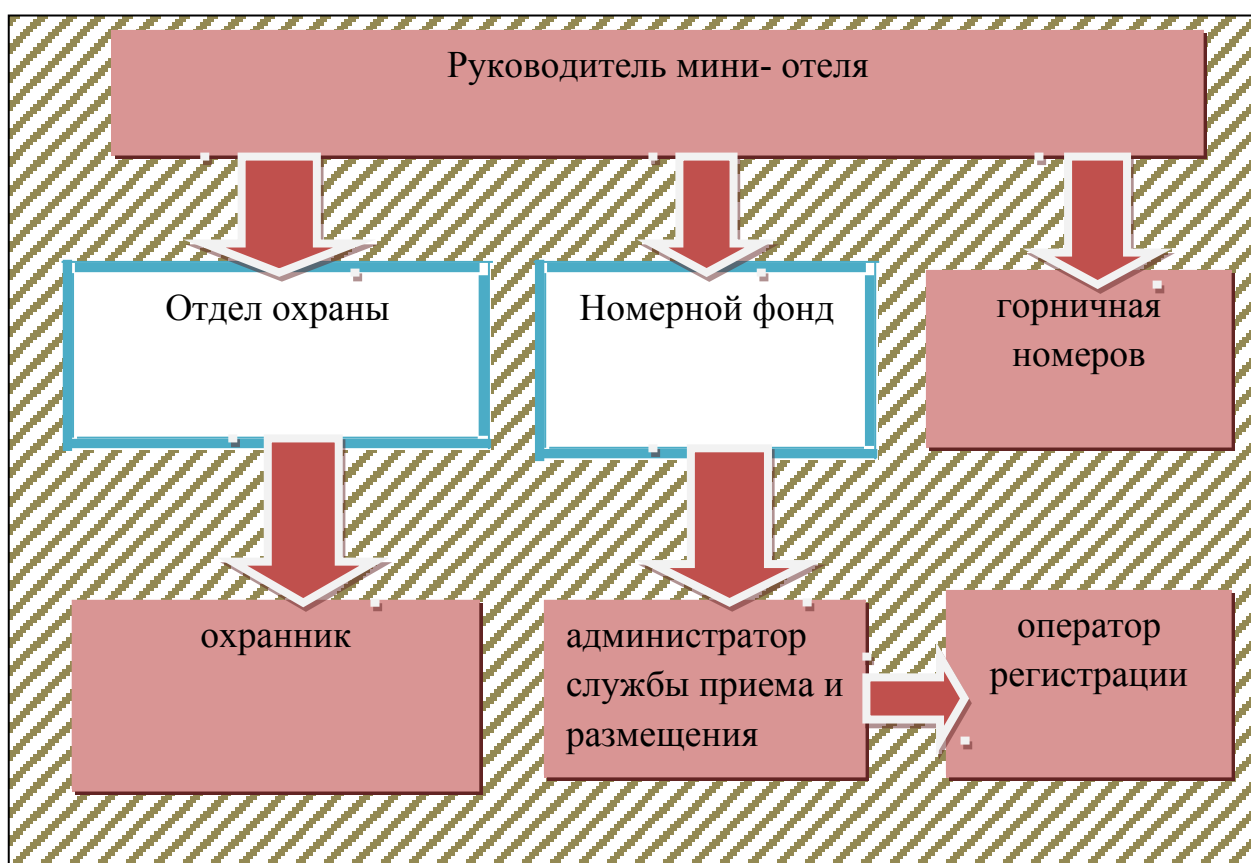 Руководитель мини- отеля
Отдел охраны
Номерной фонд
горничная
номеров
охранник
администратор
службы приема и
размещения
оператор
регистрации